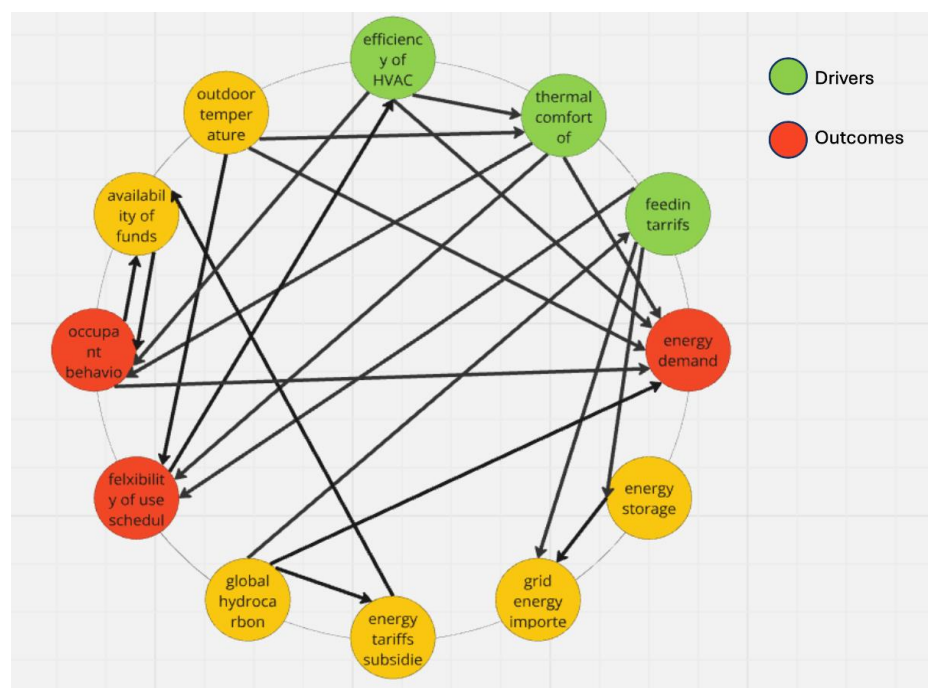 efficienc
y of
HVAC
Drivers
outdoor
temper
ature
thermal
comfort
of
Outcomes
availabil
ity of
funds
feedin
tarrifs
occupa
nt
behavio
energy
demand
felxibilit
y of use
schedul
energy
storage
global
hydroca
rbon
energy
tariffs
subsidie
grid
energy
importe